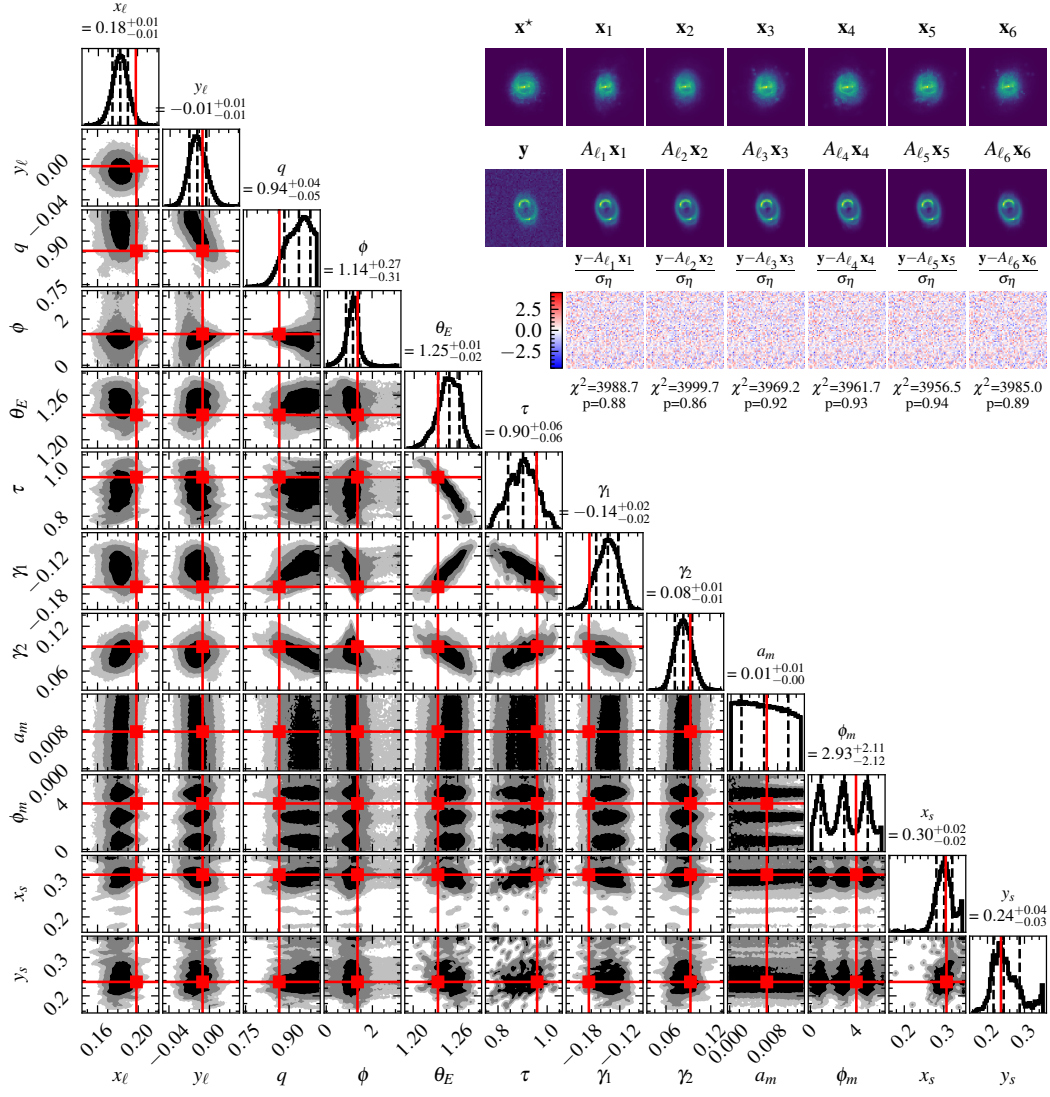 x_ℓ
= 0.18^{+0.01}_{-0.01}
x^⋆ x_1 x_2 x_3 x_4 x_5 x_6
y_ℓ
= −0.01^{+0.01}_{-0.01}
y A_{ℓ_1}x_1 A_{ℓ_2}x_2 A_{ℓ_3}x_3 A_{ℓ_4}x_4 A_{ℓ_5}x_5 A_{ℓ_6}x_6
y_ℓ 0.00 −0.04
q
= 0.94^{+0.04}_{-0.05}
q 0.90 0.75
y−A_{ℓ_1}x_1 y−A_{ℓ_2}x_2 y−A_{ℓ_3}x_3 y−A_{ℓ_4}x_4 y−A_{ℓ_5}x_5 y−A_{ℓ_6}x_6
σ_η σ_η σ_η σ_η σ_η σ_η
ϕ
= 1.14^{+0.27}_{-0.31}
2.5
0.0
−2.5
ϕ 2 0
θ_E
= 1.25^{+0.01}_{-0.02}
χ²=3988.7 χ²=3999.7 χ²=3969.2 χ²=3961.7 χ²=3956.5 χ²=3985.0
p=0.88 p=0.86 p=0.92 p=0.93 p=0.94 p=0.89
θ_E 1.26 1.20
τ
= 0.90^{+0.06}_{-0.06}
τ 1.0 0.8
γ_1
= −0.14^{+0.02}_{-0.02}
γ_1 −0.12 −0.18
γ_2
= 0.08^{+0.01}_{-0.01}
γ_2 0.12 0.06
a_m
= 0.01^{+0.01}_{-0.00}
a_m 0.008 0.000
ϕ_m
= 2.93^{+2.11}_{-2.12}
ϕ_m 4 0
x_s
= 0.30^{+0.02}_{-0.02}
x_s 0.3 0.2
y_s
= 0.24^{+0.04}_{-0.03}
y_s 0.3 0.2
0.16 0.20 −0.04 0.00 0.75 0.90 0 2 1.20 1.26 0.8 1.0 −0.18 −0.12 0.06 0.12 0.000 0.008 0 4 0.2 0.3 0.2 0.3
x_ℓ y_ℓ q ϕ θ_E τ γ_1 γ_2 a_m ϕ_m x_s y_s